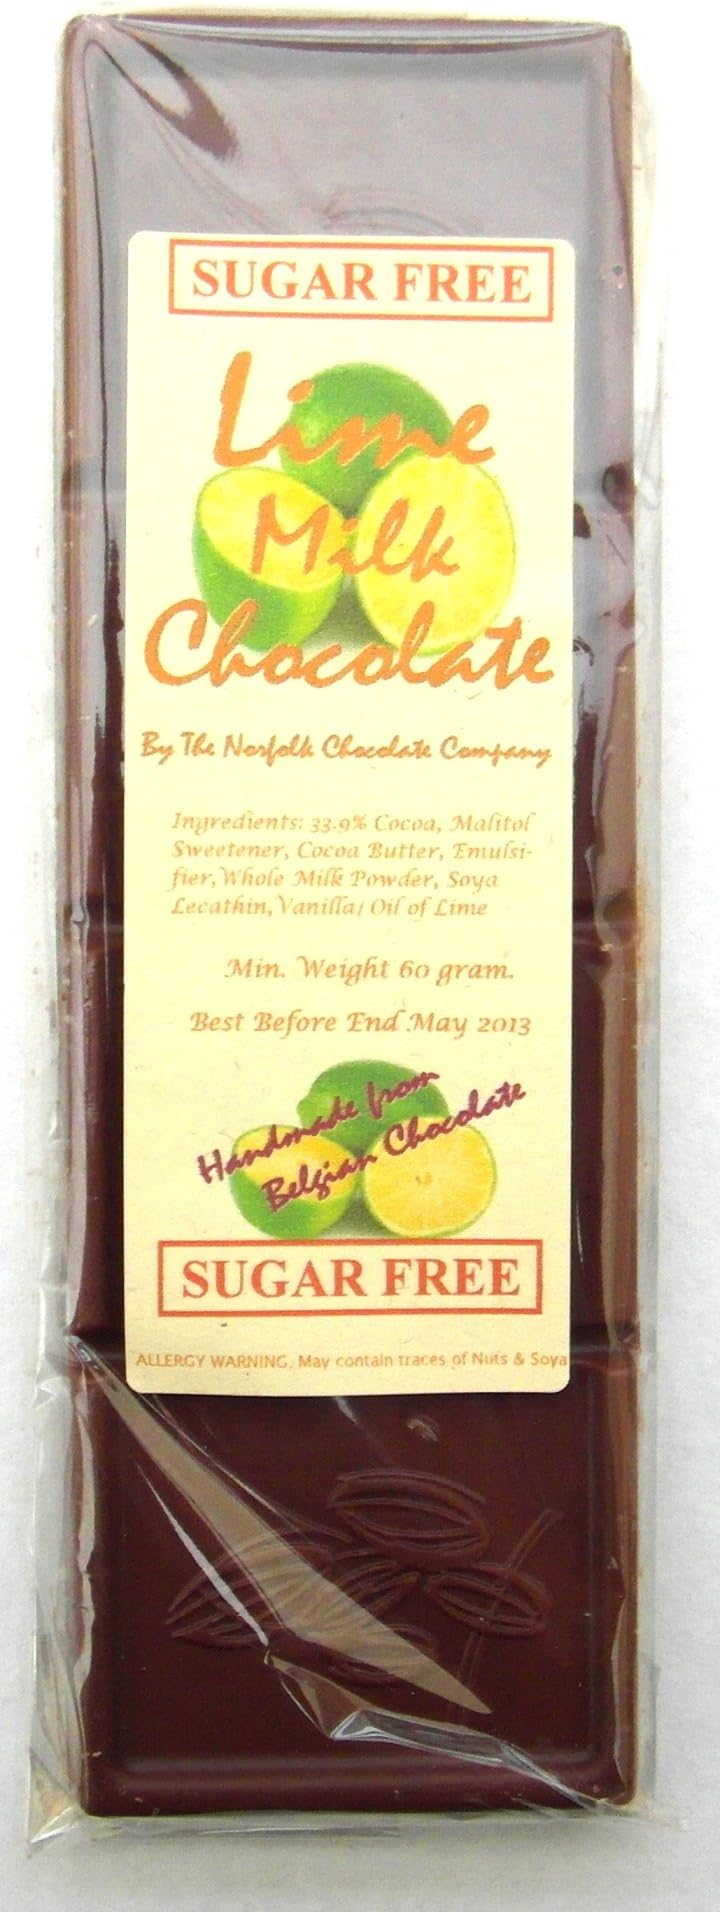 SUGAR FREE
Lime
Milk
Chocolate
By The Norfolk Chocolate Company
Ingredients: 33.9% Cocoa, Malitol
Sweetener, Cocoa Butter, Emulsi-
fier, Whole Milk Powder, Soya
Lecathin, Vanilla/ Oil of Lime
Min. Weight 60 gram.
Best Before End May 2013
Handmade from
Belgian Chocolate
SUGAR FREE
ALLERGY WARNING. May contain traces of Nuts & Soya